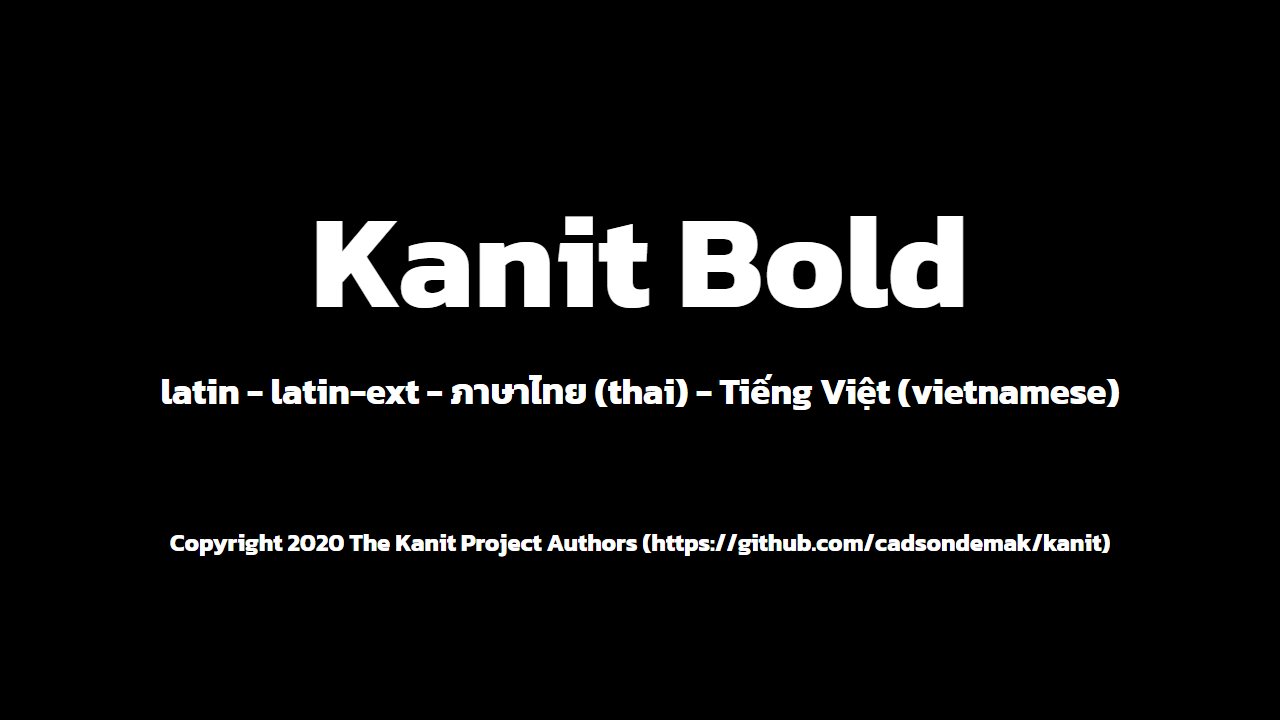 Kanit Bold
latin - latin-ext - ภาษาไทย (thai) - Tiếng Việt (vietnamese)
Copyright 2020 The Kanit Project Authors (https://github.com/cadsondemak/kanit)